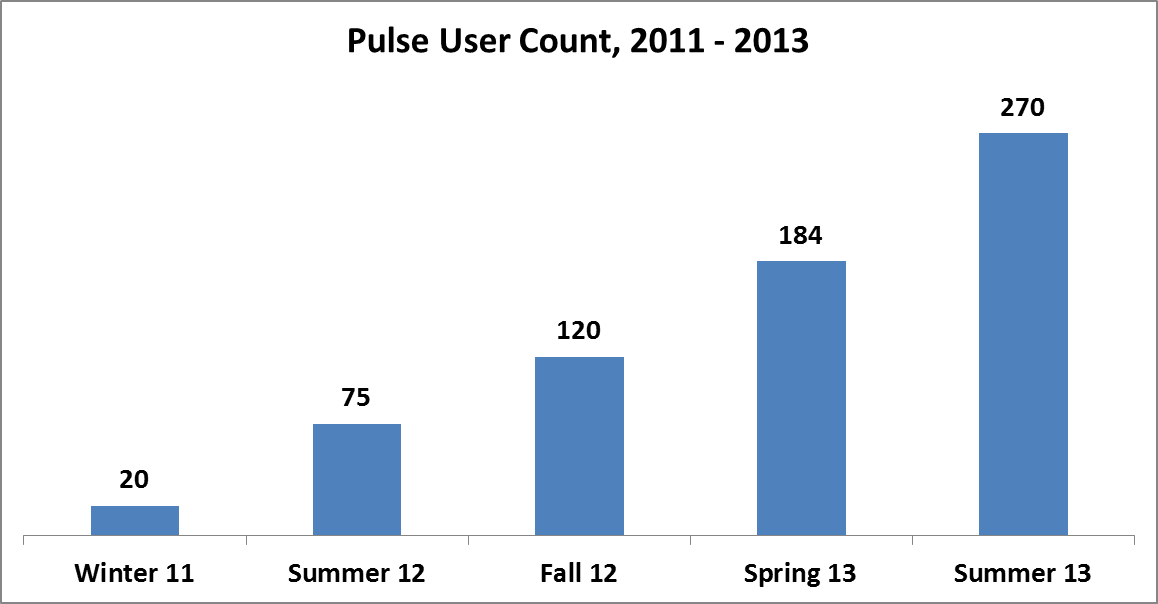 Pulse User Count, 2011 - 2013
270
184
120
75
20
Winter 11
Summer 12
Fall 12
Spring 13
Summer 13